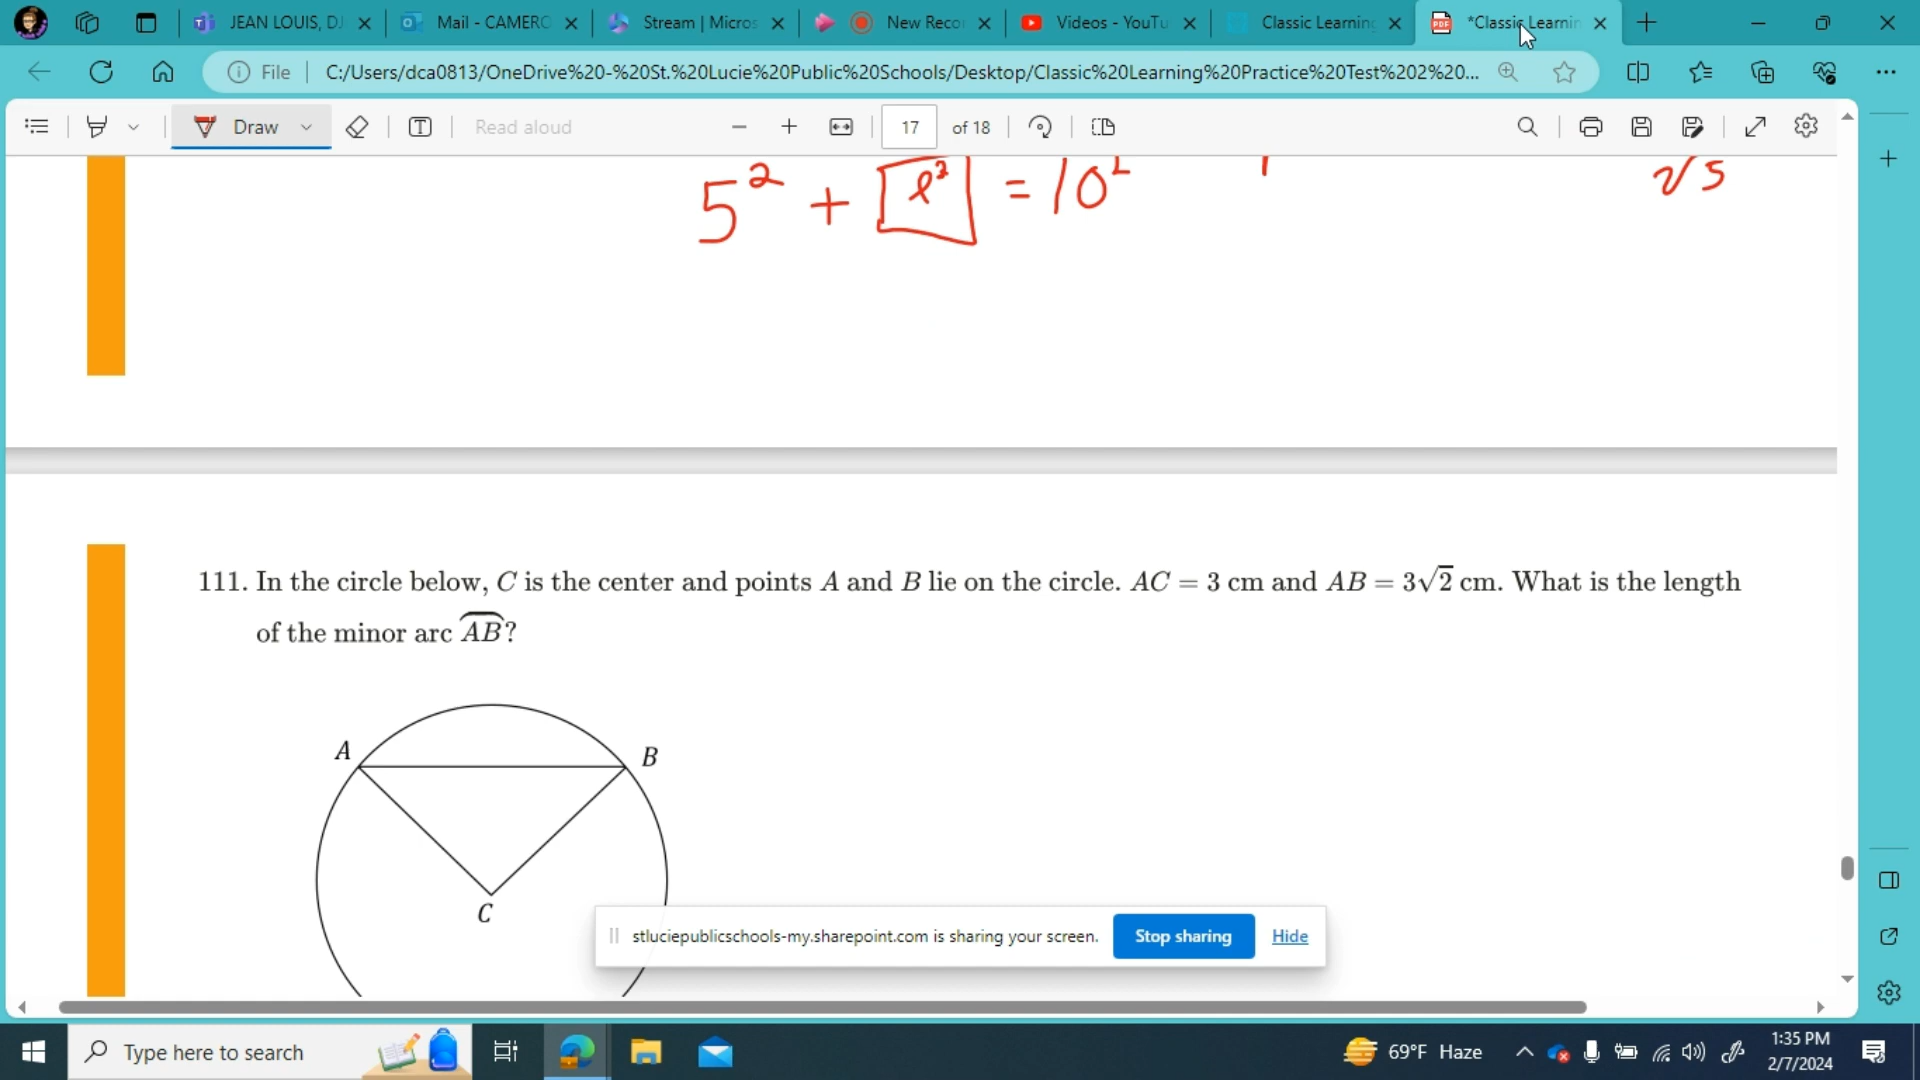 JEAN LOUIS, DJ
Mail - CAMERO
Stream | Micros
New Reco
Videos - YouTu
Classic Learning
*Classic Learnin
File
C:/Users/dca0813/OneDrive%20-%20St.%20Lucie%20Public%20Schools/Desktop/Classic%20Learning%20Practice%20Test%202%20...
Draw
Read aloud
17 of 18
5² + ℓ² = 10²
√5
111. In the circle below, C is the center and points A and B lie on the circle. AC = 3 cm and AB = 3√2 cm. What is the length
of the minor arc AB?
A
B
C
stluciepublicschools-my.sharepoint.com is sharing your screen. Stop sharing Hide
Type here to search
69°F Haze
1:35 PM
2/7/2024